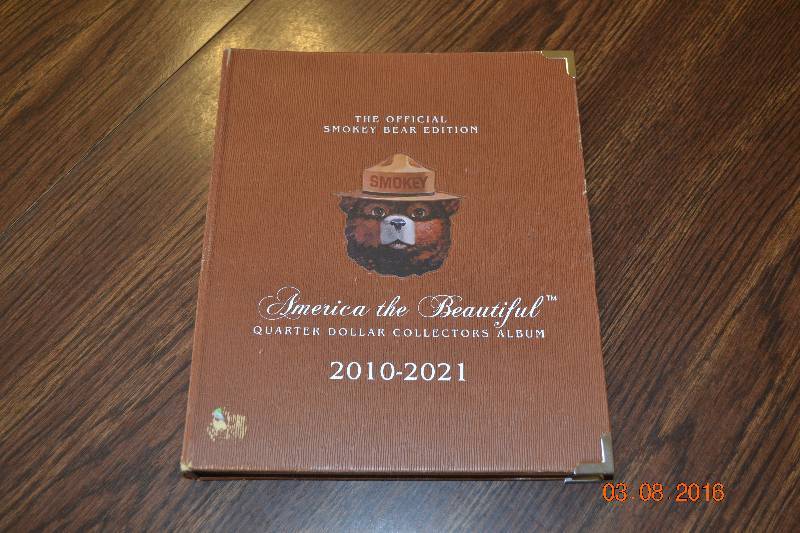 THE OFFICIAL
SMOKEY BEAR EDITION
SMOKEY
America the Beautiful™
QUARTER DOLLAR COLLECTORS ALBUM
2010-2021
03.08 2016